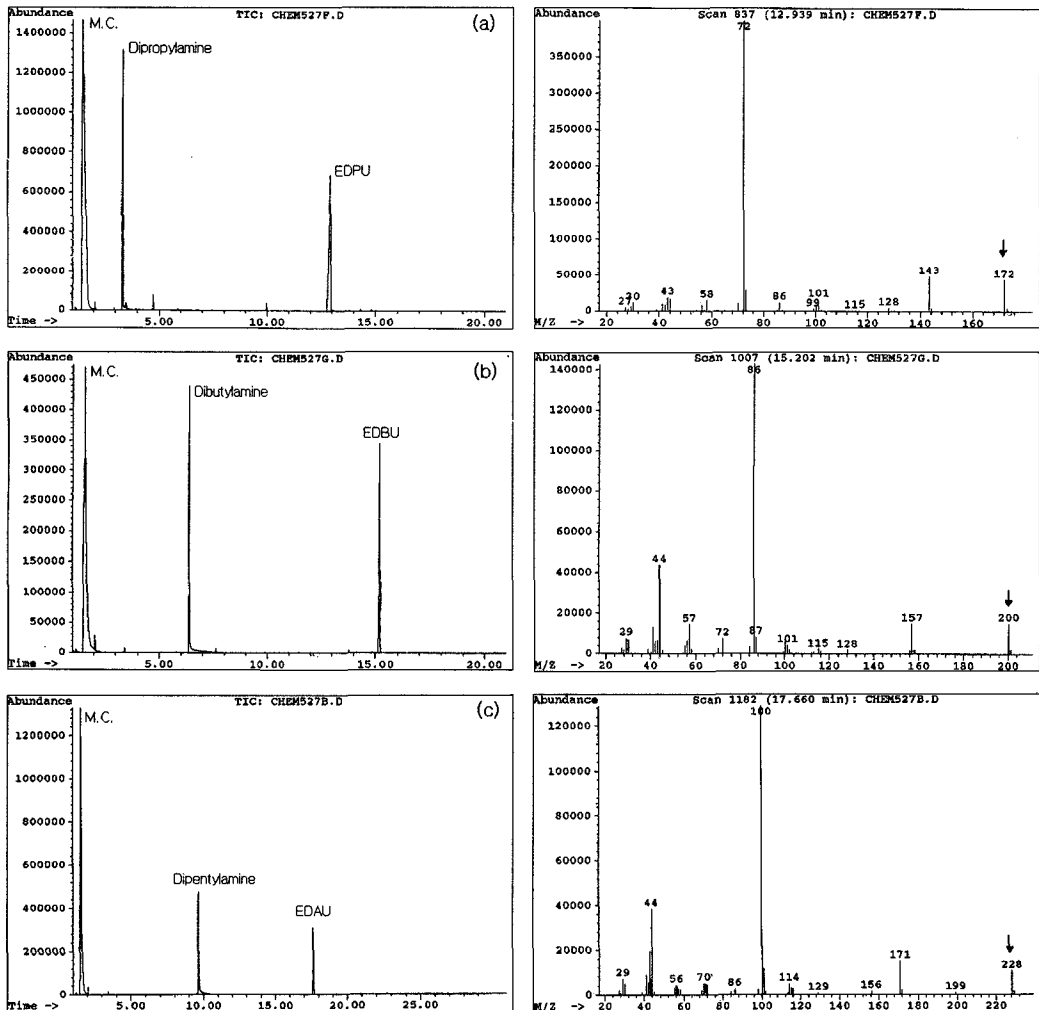 Abundance TIC: CHEM527F.D
M.C. (a)
1400000
Dipropylamine
1200000
1000000
800000
EDPU
600000
400000
200000
0
Time -> 5.00 10.00 15.00 20.00
Abundance Scan 837 (12.939 min): CHEM527F.D
72
350000
300000
250000
200000
150000
100000
50000
27 30 43 58 86 99 101 115 128 143 172
0
M/Z -> 20 40 60 80 100 120 140 160
Abundance TIC: CHEM527G.D
M.C. (b)
450000
Dibutylamine
400000
350000
EDBU
300000
250000
200000
150000
100000
50000
0
Time -> 5.00 10.00 15.00 20.00
Abundance Scan 1007 (15.202 min): CHEM527G.D
86
140000
120000
100000
80000
60000
44
40000
20000
29 57 72 87 101 115 128 157 200
0
M/Z -> 20 40 60 80 100 120 140 160 180 200
Abundance TIC: CHEM527B.D
M.C. (c)
1200000
1000000
800000
600000
Dipentylamine
400000
EDAU
200000
0
Time -> 5.00 10.00 15.00 20.00 25.00
Abundance Scan 1182 (17.660 min): CHEM527B.D
100
120000
100000
80000
60000
44
40000
20000
29 56 70 86 114 129 156 171 199 228
0
M/Z -> 20 40 60 80 100 120 140 160 180 200 220